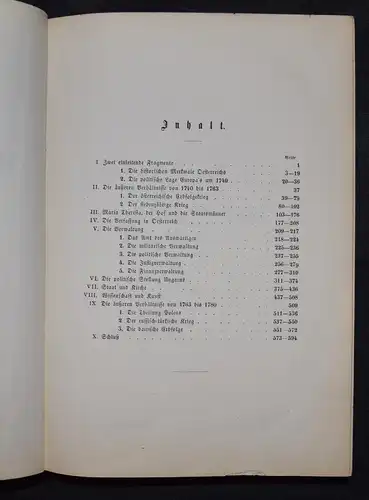 Inhalt.
Seite
I Zwei einleitende Fragmente . . . . . . . 1
1. Die historischen Merkmale Oesterreichs . . . . 3—19
2. Die politische Lage Europa's um 1740 . . . . 20—36
II. Die äußeren Verhältnisse von 1740 bis 1763 . . . . 37
1. Der österreichische Erbfolgekrieg . . . . 39—79
2. Der siebenjährige Krieg . . . . 80—102
III. Maria Theresia, der Hof und die Staatsmänner . . . . 103—176
IV. Die Verfassung in Oesterreich . . . . 177—208
V. Die Verwaltung . . . . 209—217
1. Das Amt des Auswärtigen . . . . 218—224
2. Die militärische Verwaltung . . . . 225—236
3. Die politische Verwaltung . . . . 237—255
4. Die Justizverwaltung . . . . 256—276
5. Die Finanzverwaltung . . . . 277—310
VI. Die politische Stellung Ungarns . . . . 311—374
VII. Staat und Kirche . . . . 375—436
VIII. Wissenschaft und Kunst . . . . 437—508
IX Die äußeren Verhältnisse von 1763 bis 1780 . . . . 509
1. Die Theilung Polens . . . . 511—536
2. Der russisch-türkische Krieg . . . . 537—550
3. Die bairische Erbfolge . . . . 551—572
X. Schluß . . . . 573—594